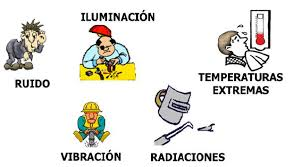 ILUMINACIÓN
RUIDO
TEMPERATURAS
EXTREMAS
VIBRACIÓN
RADIACIONES